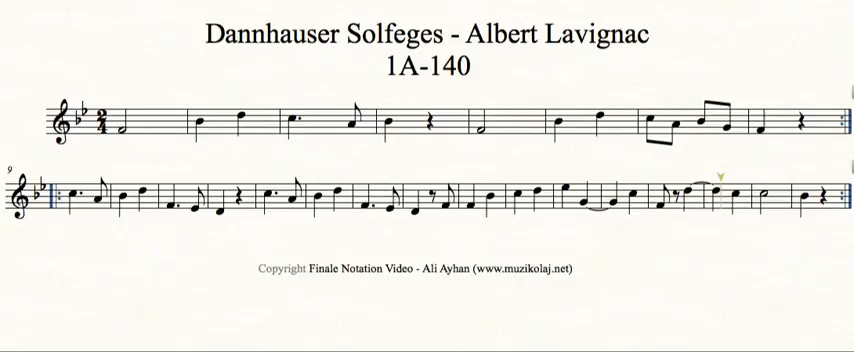 Dannhauser Solfeges - Albert Lavignac
1A-140
2
4
9
Copyright Finale Notation Video - Ali Ayhan (www.muzikolaj.net)